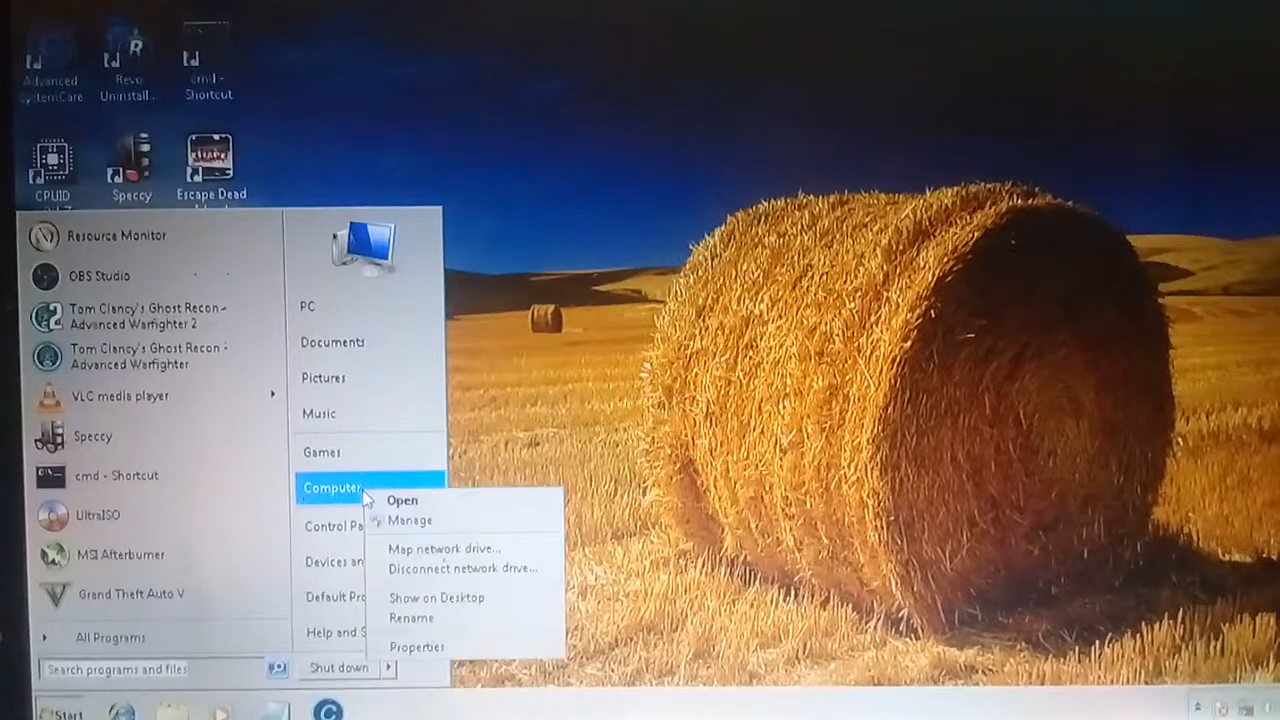 Advanced
SystemCare
Revo
Uninstall...
cmd -
Shortcut
CPUID
Speccy
Escape Dead
Resource Monitor
OBS Studio
Tom Clancy's Ghost Recon -
Advanced Warfighter 2
Tom Clancy's Ghost Recon -
Advanced Warfighter
VLC media player
Speccy
cmd - Shortcut
UltraISO
MSI Afterburner
Grand Theft Auto V
All Programs
Search programs and files
PC
Documents
Pictures
Music
Games
Computer
Control Pa
Devices an
Default Pro
Help and S
Shut down
Open
Manage
Map network drive...
Disconnect network drive...
Show on Desktop
Rename
Properties
Start